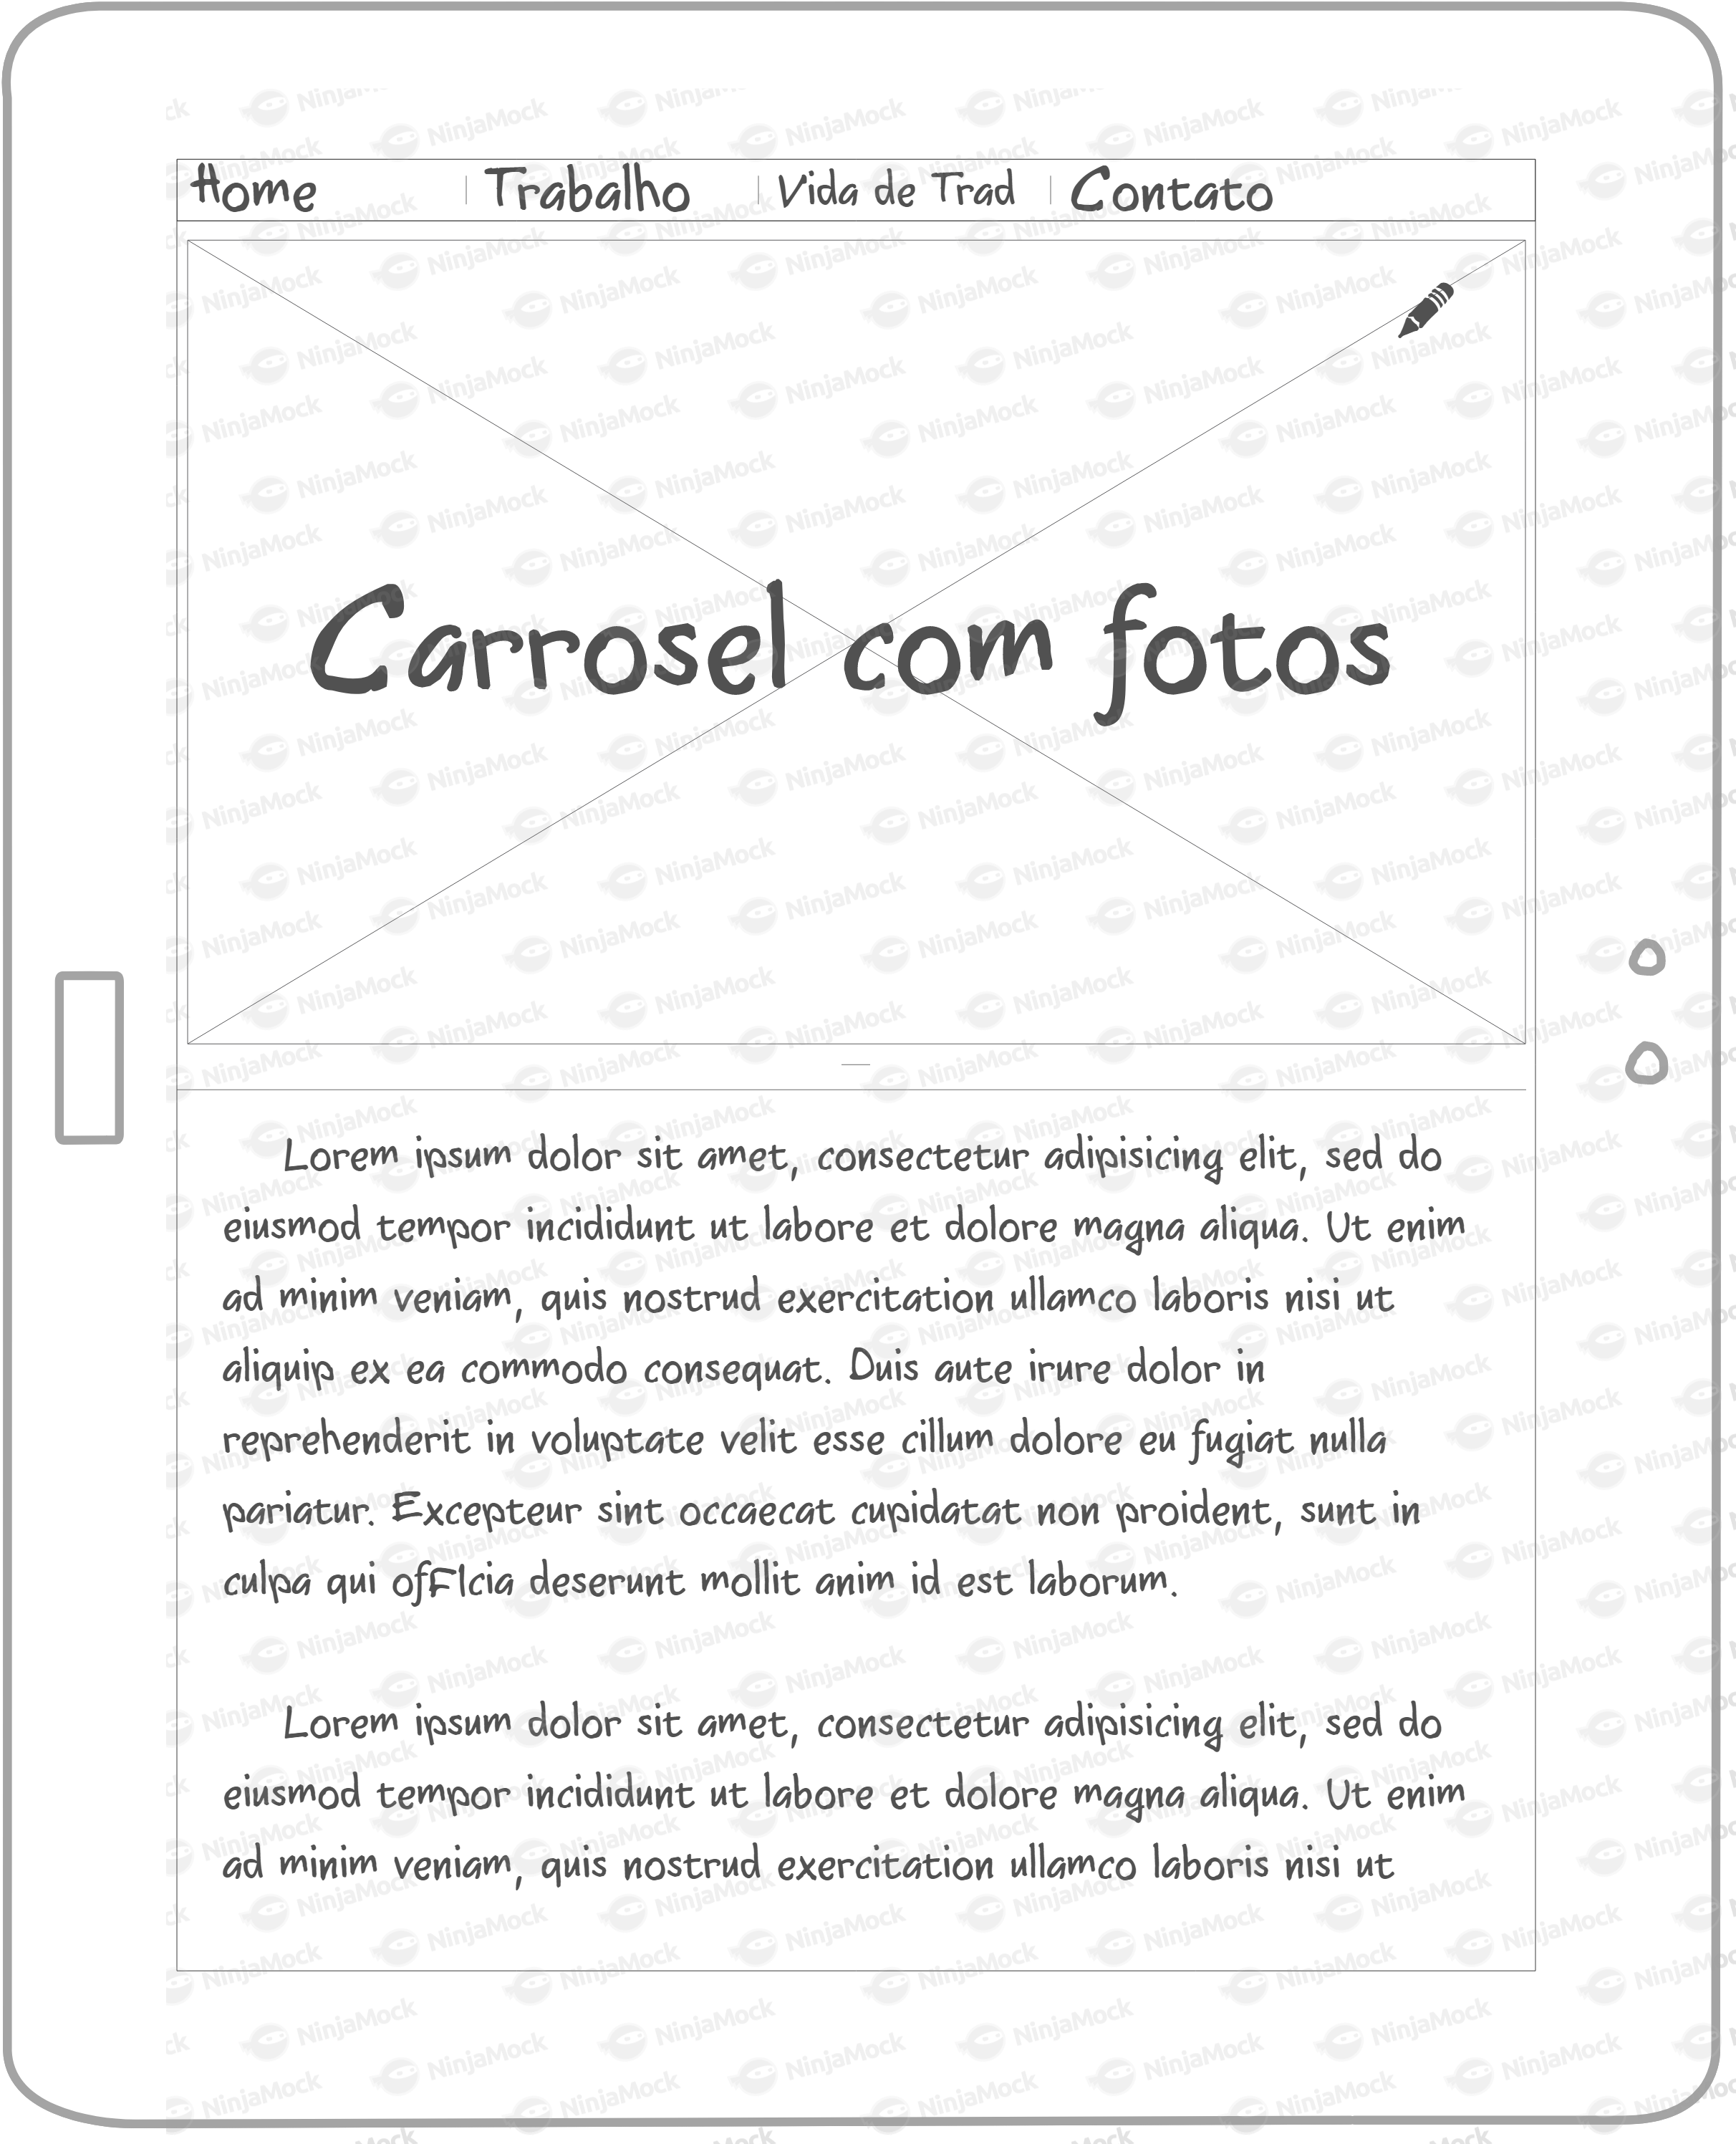 Home Trabalho Vida de Trad Contato
Carrosel com fotos
Lorem ipsum dolor sit amet, consectetur adipisicing elit, sed do
eiusmod tempor incididunt ut labore et dolore magna aliqua. Ut enim
ad minim veniam, quis nostrud exercitation ullamco laboris nisi ut
aliquip ex ea commodo consequat. Duis aute irure dolor in
reprehenderit in voluptate velit esse cillum dolore eu fugiat nulla
pariatur. Excepteur sint occaecat cupidatat non proident, sunt in
culpa qui ofFIcia deserunt mollit anim id est laborum.
Lorem ipsum dolor sit amet, consectetur adipisicing elit, sed do
eiusmod tempor incididunt ut labore et dolore magna aliqua. Ut enim
ad minim veniam, quis nostrud exercitation ullamco laboris nisi ut
NinjaMock